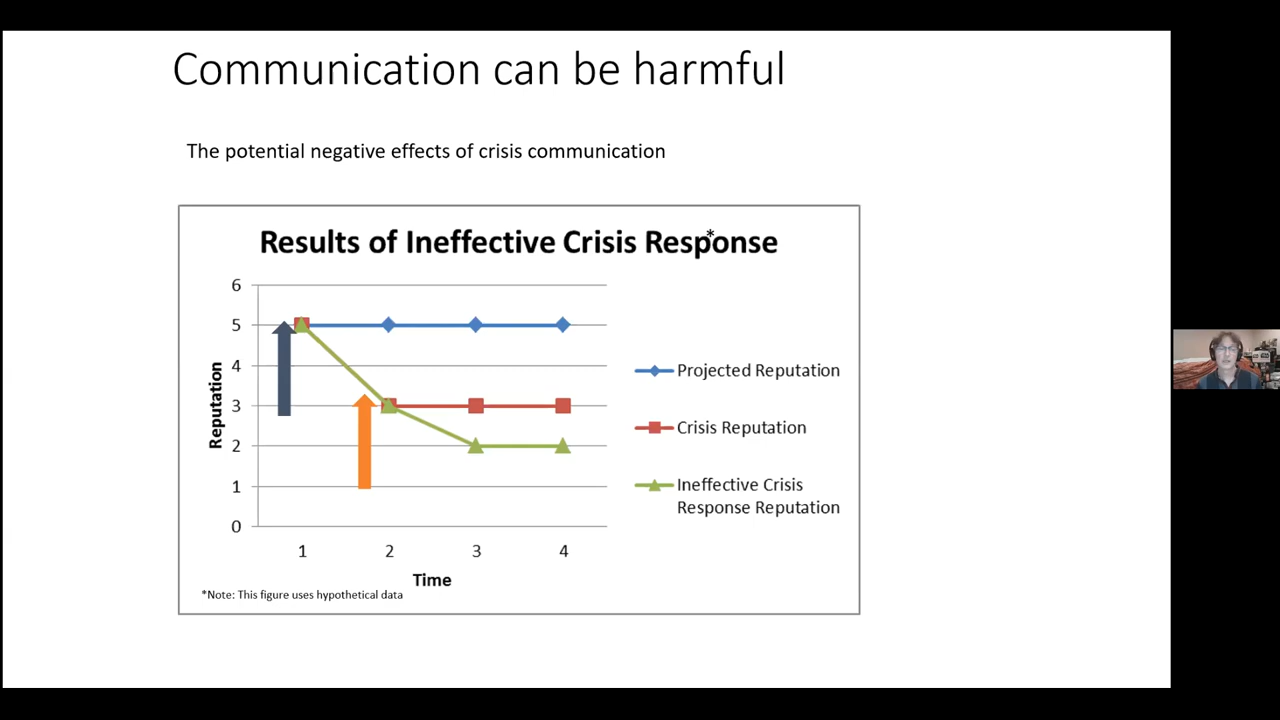 Communication can be harmful
The potential negative effects of crisis communication
Results of Ineffective Crisis Response*
6
5
4
3
2
1
0
Reputation
1 2 3 4
Time
Projected Reputation
Crisis Reputation
Ineffective Crisis
Response Reputation
*Note: This figure uses hypothetical data